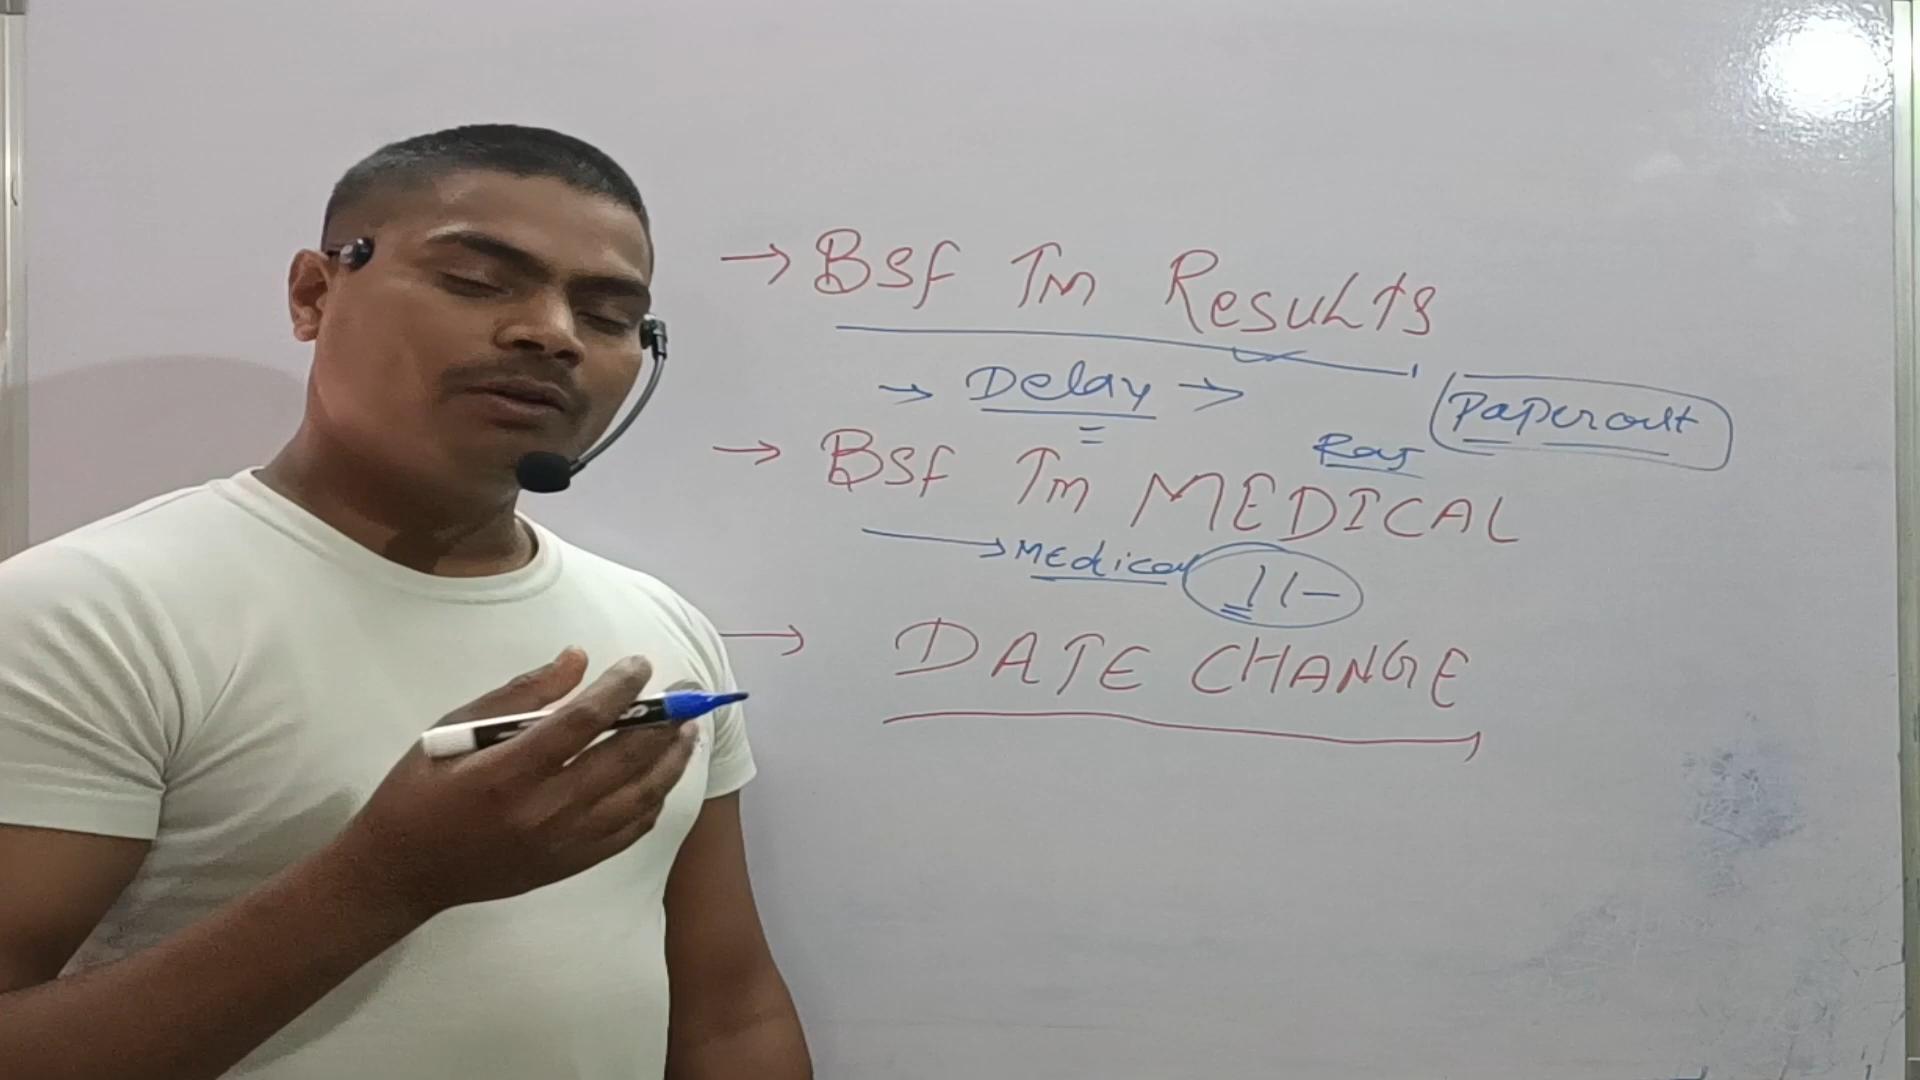 → BSF Tm Results
→ Delay →
Paperout
→ BSF Tm MEDICAL
→ Medical 11-
→ DATE CHANGE